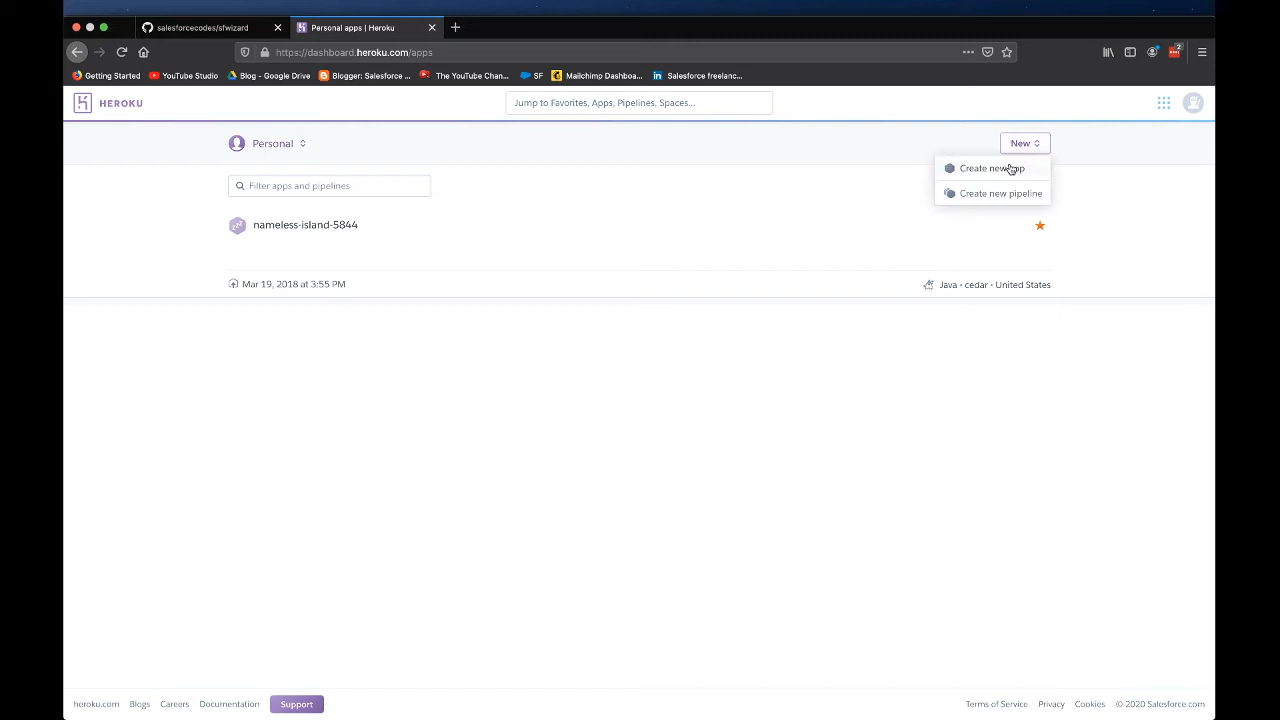 salesforcecodes/sfwizard
Personal apps | Heroku
https://dashboard.heroku.com/apps
2
Getting Started
YouTube Studio
Blog - Google Drive
Blogger: Salesforce ...
The YouTube Chan...
SF
Mailchimp Dashboa...
Salesforce freelanc...
HEROKU
Jump to Favorites, Apps, Pipelines, Spaces...
Personal
New
Create new app
Create new pipeline
Filter apps and pipelines
nameless-island-5844
Mar 19, 2018 at 3:55 PM
Java · cedar · United States
heroku.com
Blogs
Careers
Documentation
Support
Terms of Service
Privacy
Cookies
© 2020 Salesforce.com